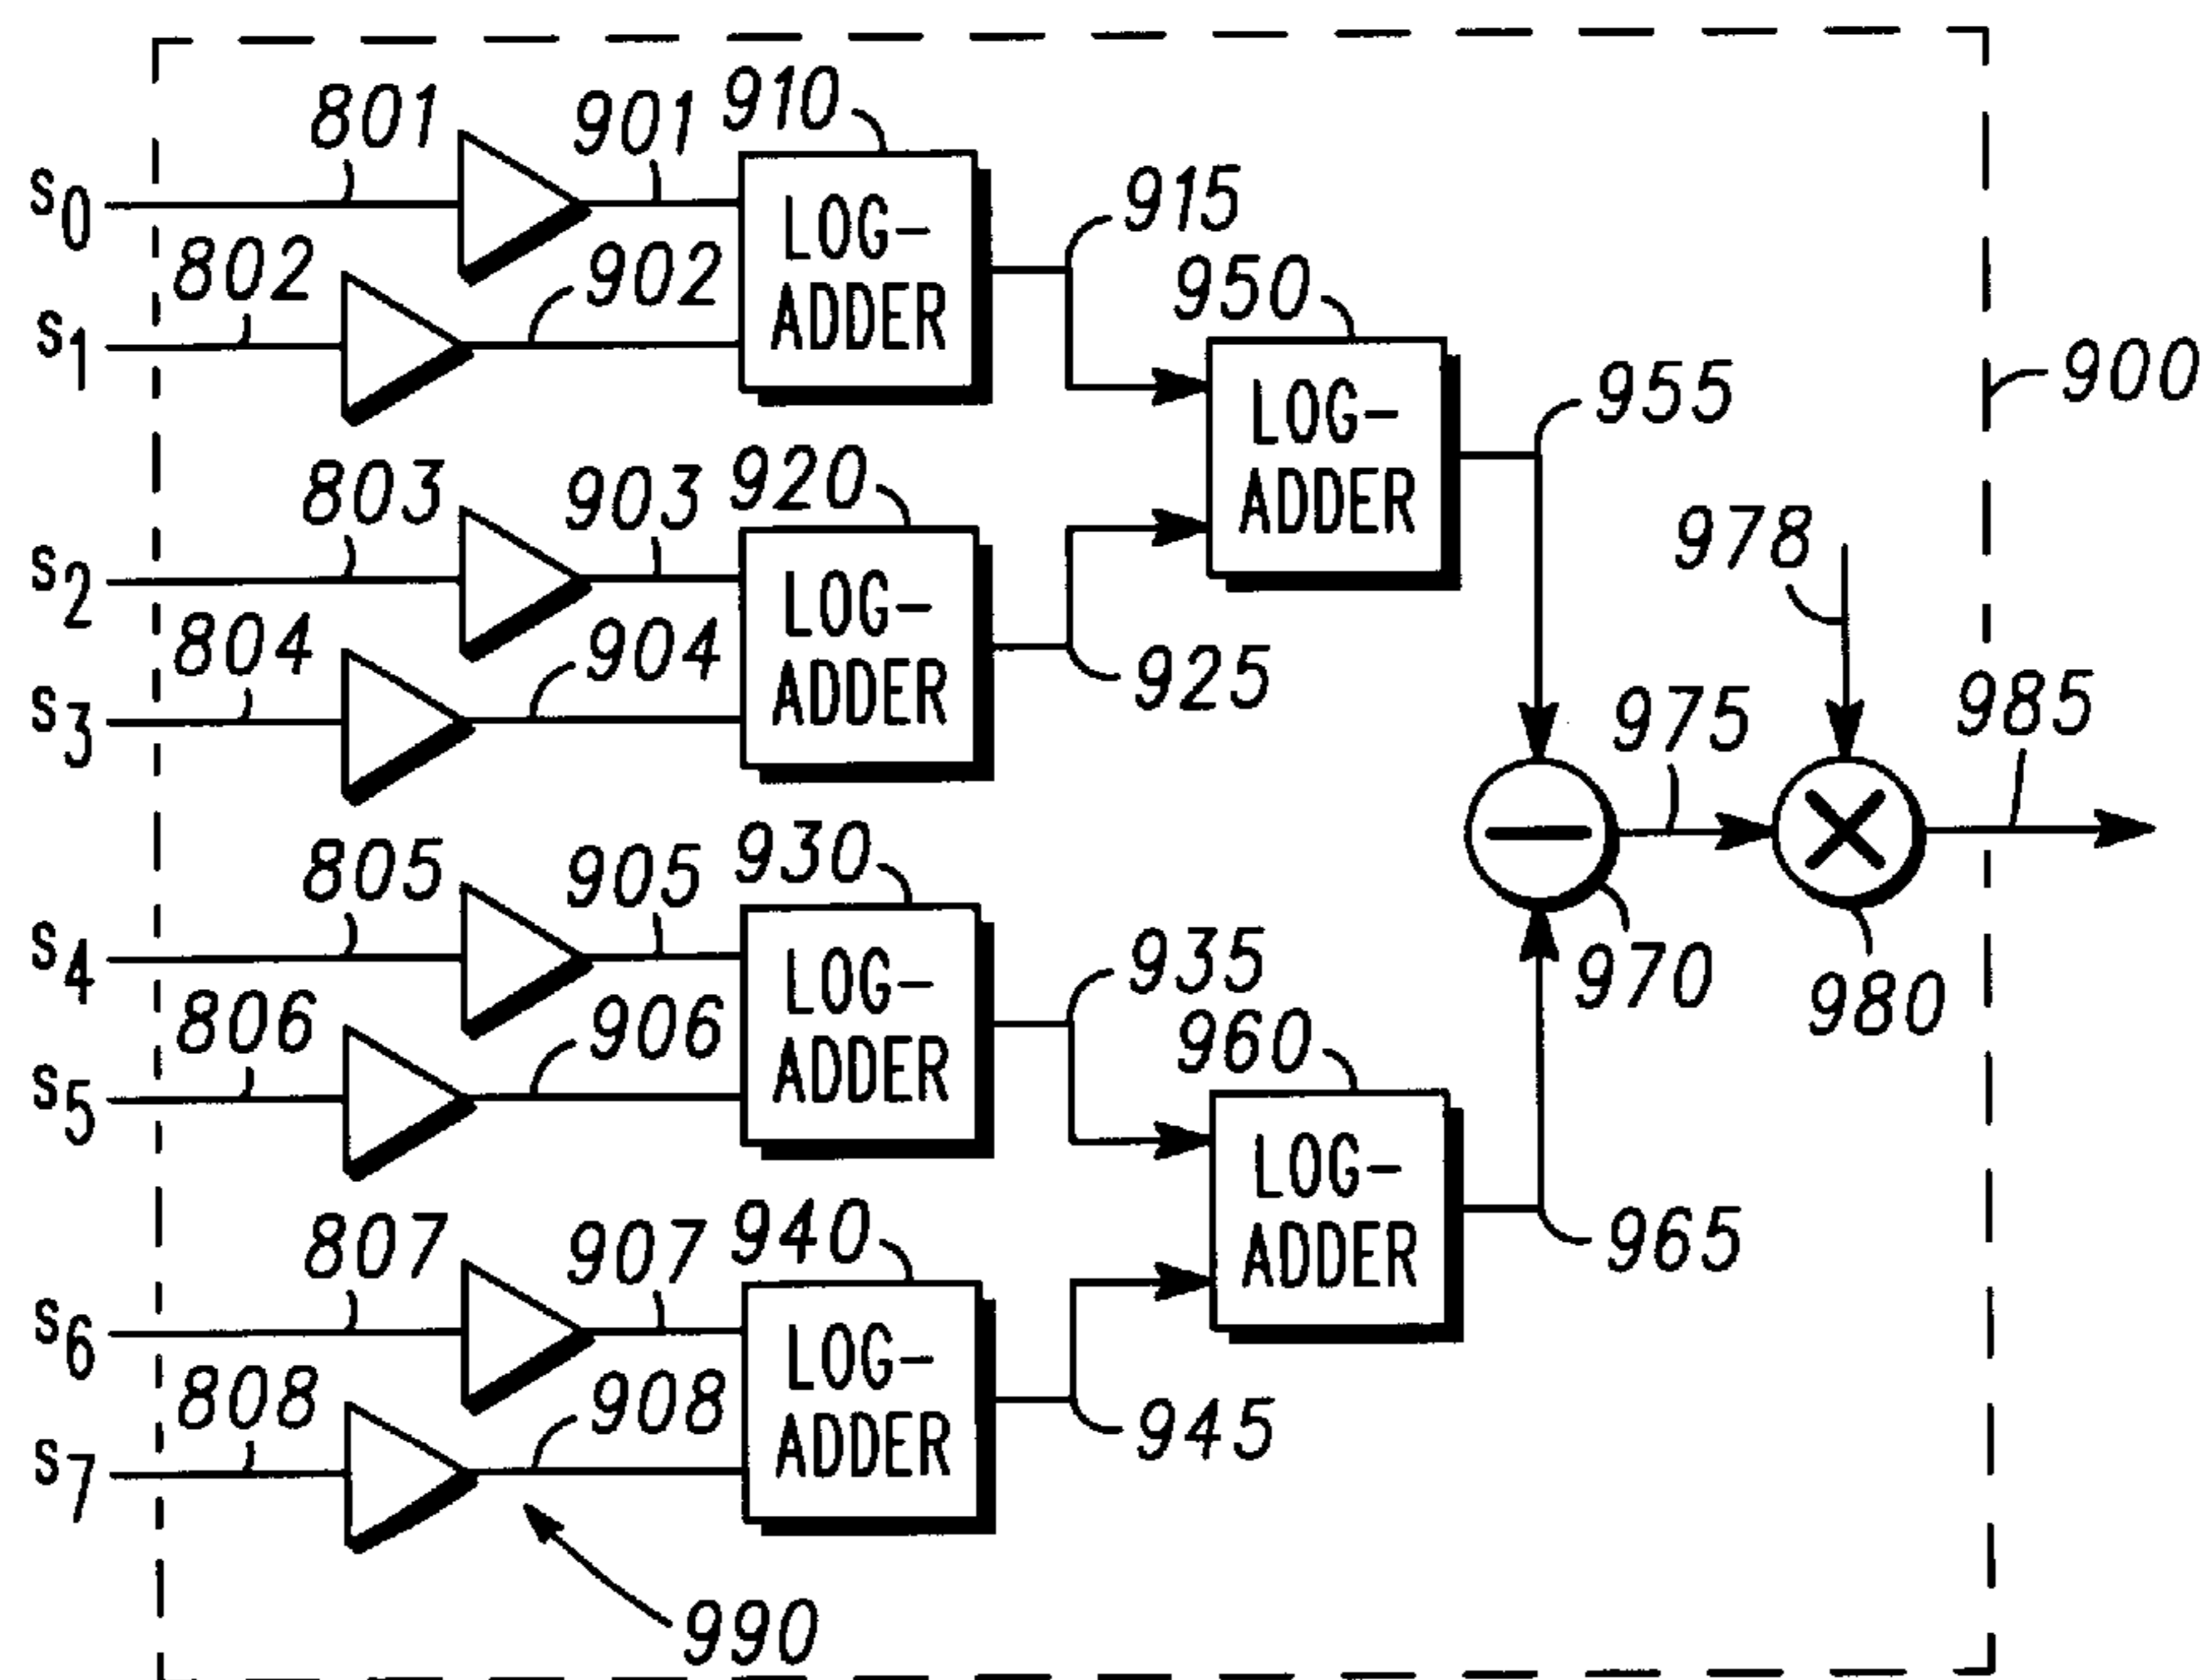 801 901 910
s0
915
802 902 LOG-
ADDER
s1
950
955
900
LOG-
ADDER
803 903 920
s2
978
804 904 LOG-
ADDER
925
s3
975 985
805 905 930
s4
935
970 980
806 906 LOG-
ADDER
960
s5
LOG-
ADDER
965
807 907 940
s6
808 908 LOG-
ADDER
945
s7
990